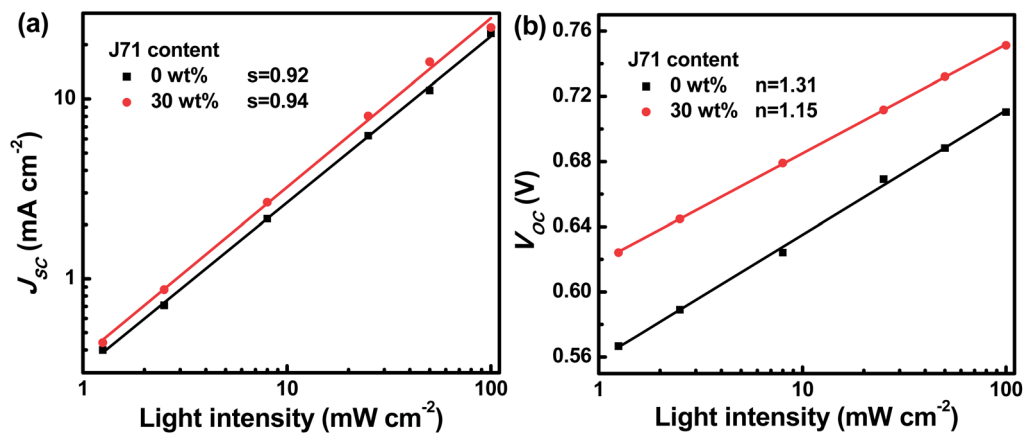 (a)
J71 content
0 wt% s=0.92
30 wt% s=0.94
10
1
J_SC (mA cm⁻²)
1 10 100
Light intensity (mW cm⁻²)
(b)
J71 content
0 wt% n=1.31
30 wt% n=1.15
0.76
0.72
0.68
0.64
0.60
0.56
V_OC (V)
1 10 100
Light intensity (mW cm⁻²)